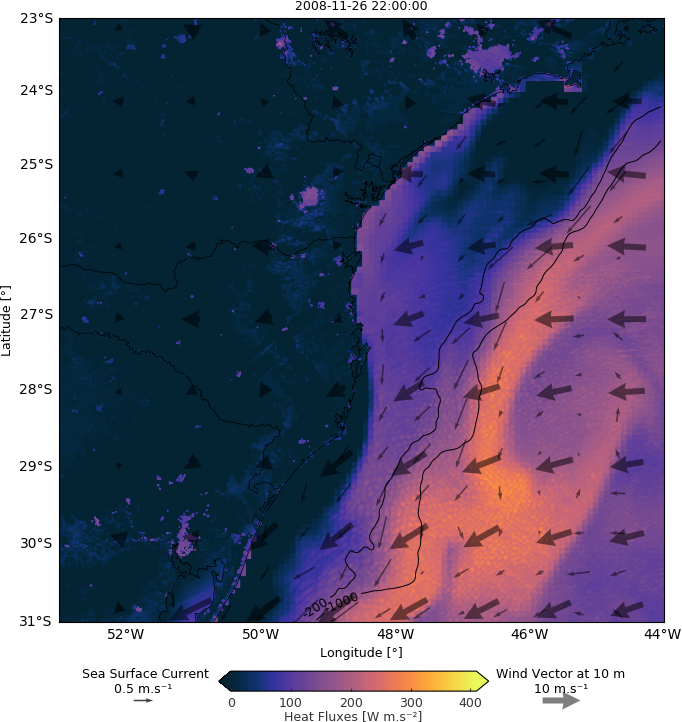 2008-11-26 22:00:00
23°S
24°S
25°S
26°S
27°S
28°S
29°S
30°S
31°S
Latitude [°]
-200
-1000
52°W 50°W 48°W 46°W 44°W
Longitude [°]
Sea Surface Current
0.5 m.s⁻¹
Wind Vector at 10 m
10 m.s⁻¹
0 100 200 300 400
Heat Fluxes [W m.s⁻²]